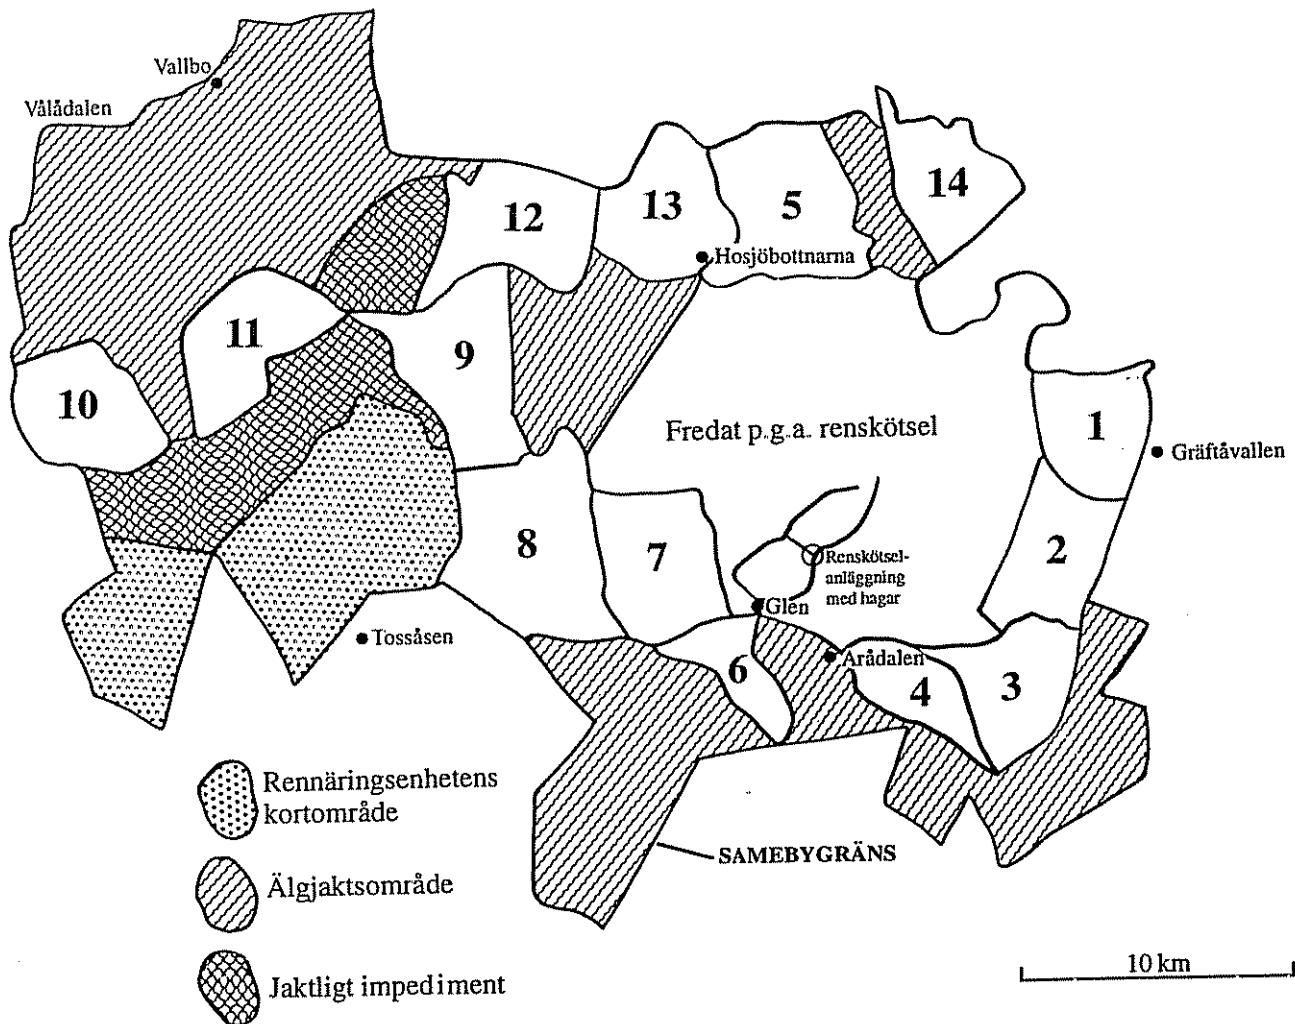 Vallbo
Vålådalen
14
12
13
5
Hosjöbottnarna
11
9
10
1
Fredat p.g.a. renskötsel
Gräftåvallen
8
7
2
Renskötsel-
anläggning
med hagar
Glen
Tossåsen
Arådalen
6
4
3
Rennäringsenhetens
kortområde
SAMEBYGRÄNS
Älgjaktsområde
Jaktligt impediment
10 km